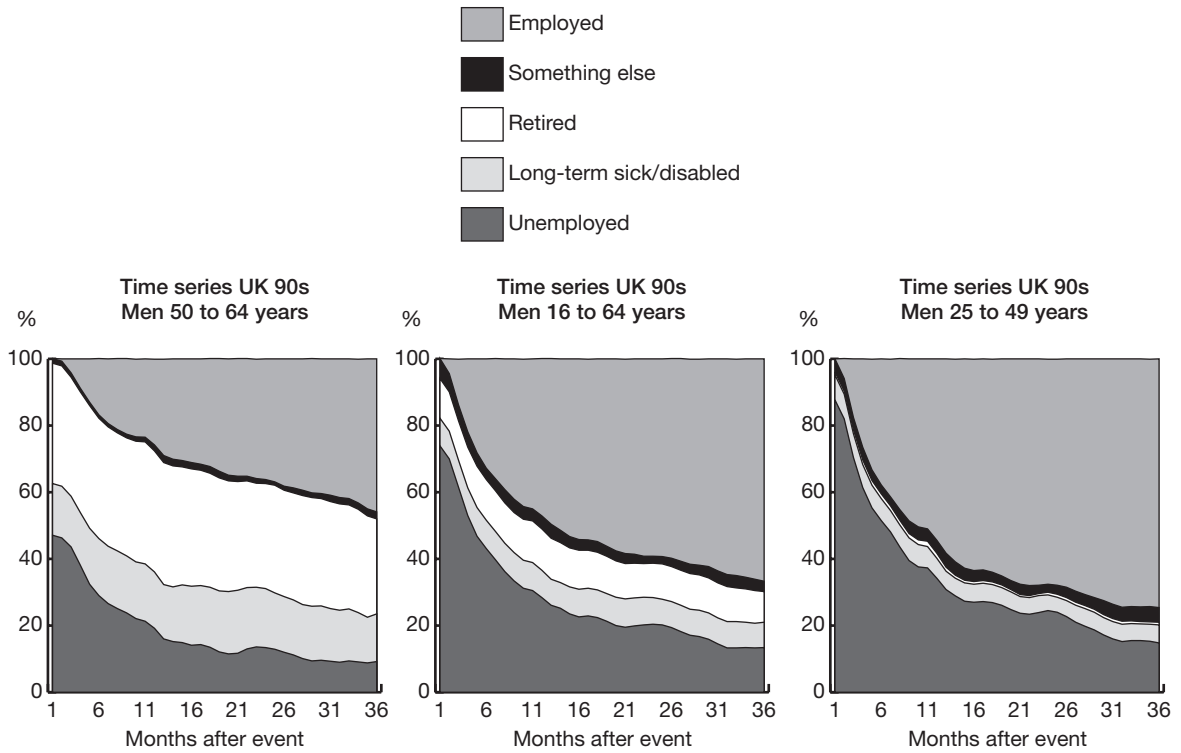 Employed
Something else
Retired
Long-term sick/disabled
Unemployed
Time series UK 90s
Men 50 to 64 years
%
100
80
60
40
20
0
1 6 11 16 21 26 31 36
Months after event
Time series UK 90s
Men 16 to 64 years
%
100
80
60
40
20
0
1 6 11 16 21 26 31 36
Months after event
Time series UK 90s
Men 25 to 49 years
%
100
80
60
40
20
0
1 6 11 16 21 26 31 36
Months after event